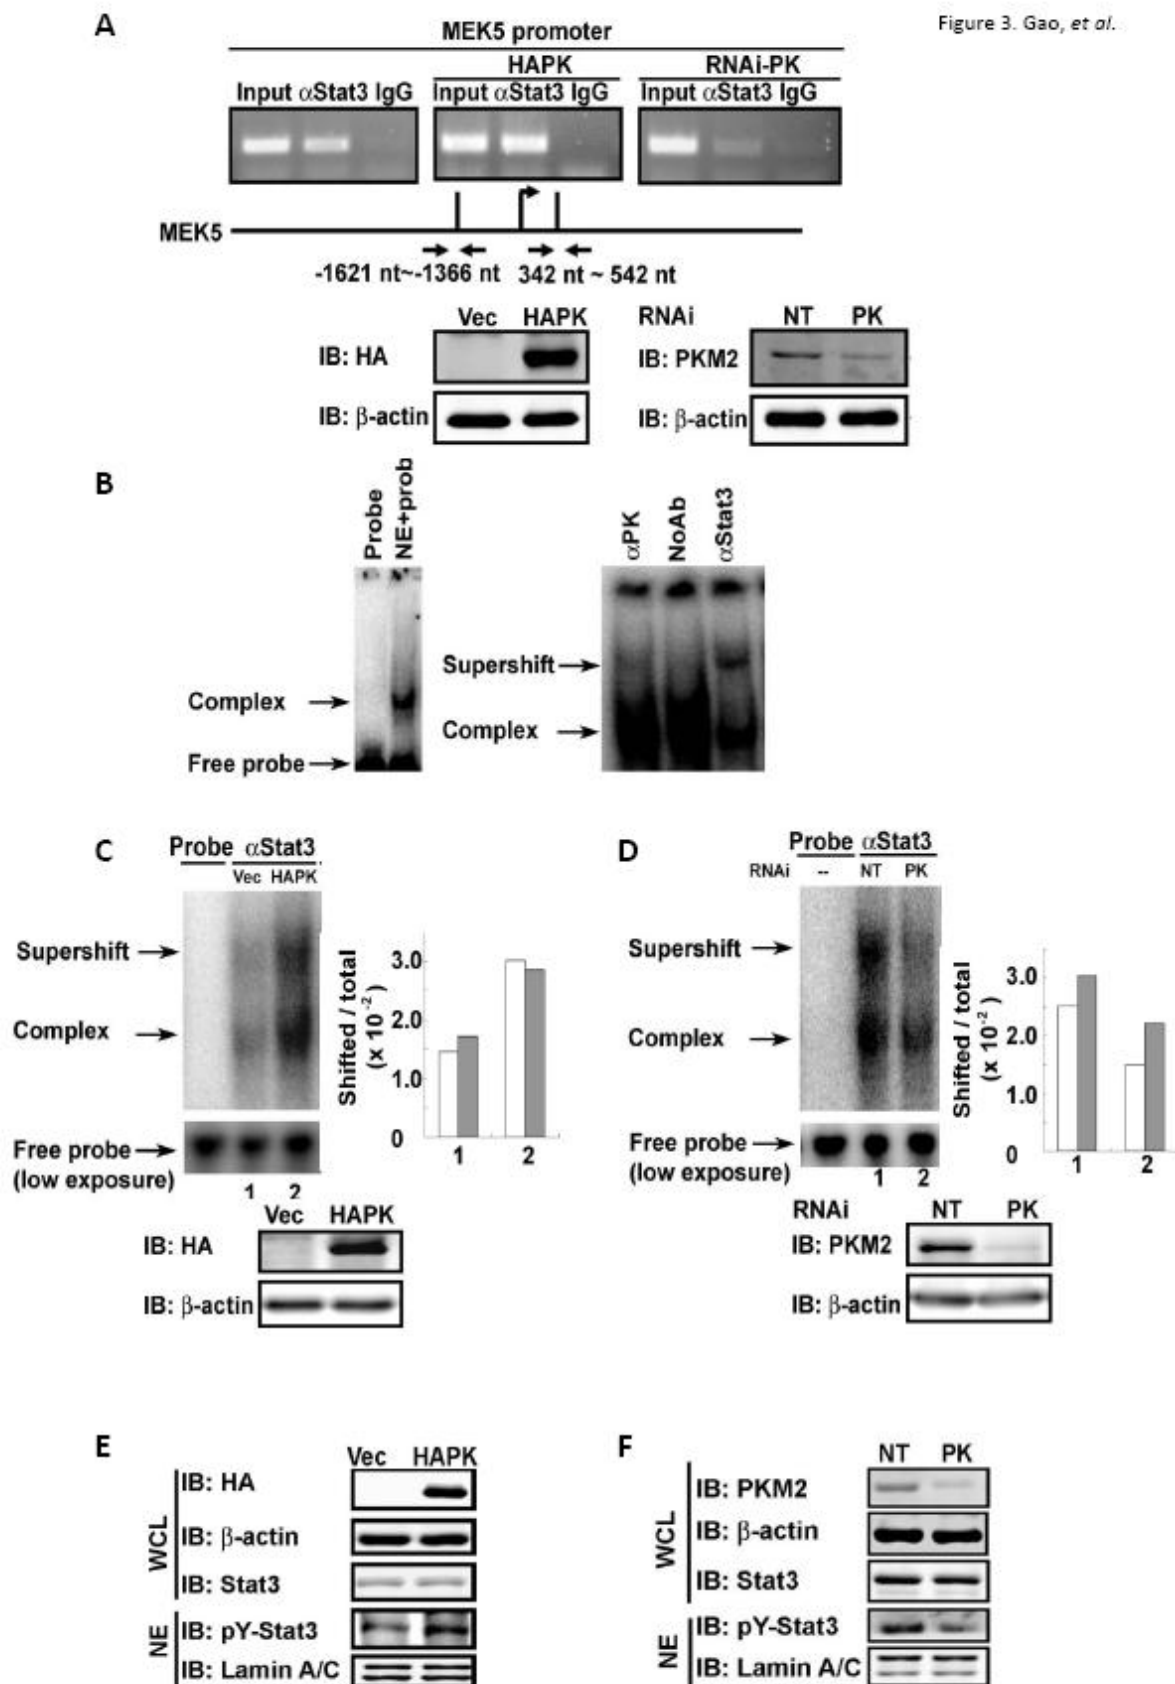 A
Figure 3. Gao, et al.
MEK5 promoter
HAPK
RNAi-PK
Input αStat3 IgG
Input αStat3 IgG
Input αStat3 IgG
MEK5
-1621 nt~-1366 nt
342 nt ~ 542 nt
Vec HAPK
IB: HA
IB: β-actin
RNAi NT PK
IB: PKM2
IB: β-actin
B
Probe
NE+prob
Complex
Free probe
αPK
NoAb
αStat3
Supershift
Complex
C
Probe αStat3
Vec HAPK
Supershift
Complex
Free probe
(low exposure)
1 2
Shifted / total
(x 10⁻²)
3.0
2.0
1.0
0
1 2
Vec HAPK
IB: HA
IB: β-actin
D
Probe αStat3
RNAi -- NT PK
Supershift
Complex
Free probe
(low exposure)
1 2
Shifted / total
(x 10⁻²)
3.0
2.0
1.0
0
1 2
RNAi NT PK
IB: PKM2
IB: β-actin
E
Vec HAPK
WCL
IB: HA
IB: β-actin
IB: Stat3
NE
IB: pY-Stat3
IB: Lamin A/C
F
NT PK
WCL
IB: PKM2
IB: β-actin
IB: Stat3
NE
IB: pY-Stat3
IB: Lamin A/C